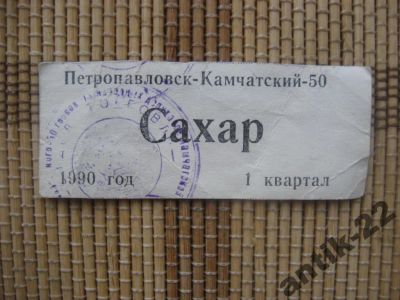 Петропавловск-Камчатский-50
Сахар
1990 год 1 квартал
antik-22